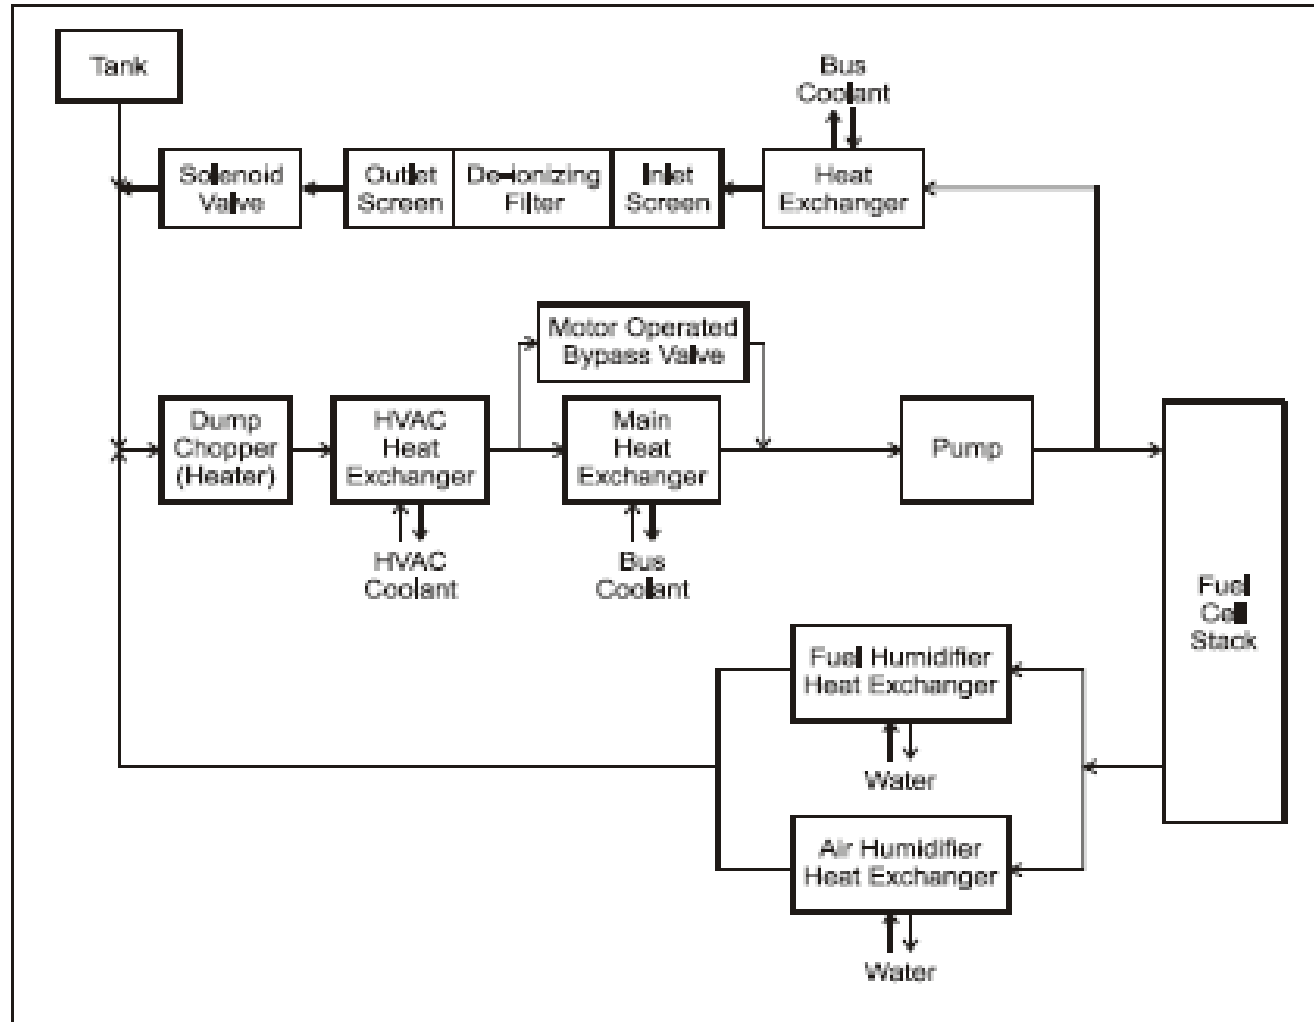 Tank
Bus
Coolant
Solenoid
Valve
Outlet
Screen
De-ionizing
Filter
Inlet
Screen
Heat
Exchanger
Motor Operated
Bypass Valve
Dump
Chopper
(Heater)
HVAC
Heat
Exchanger
Main
Heat
Exchanger
Pump
HVAC
Coolant
Bus
Coolant
Fuel
Cell
Stack
Fuel Humidifier
Heat Exchanger
Water
Air Humidifier
Heat Exchanger
Water